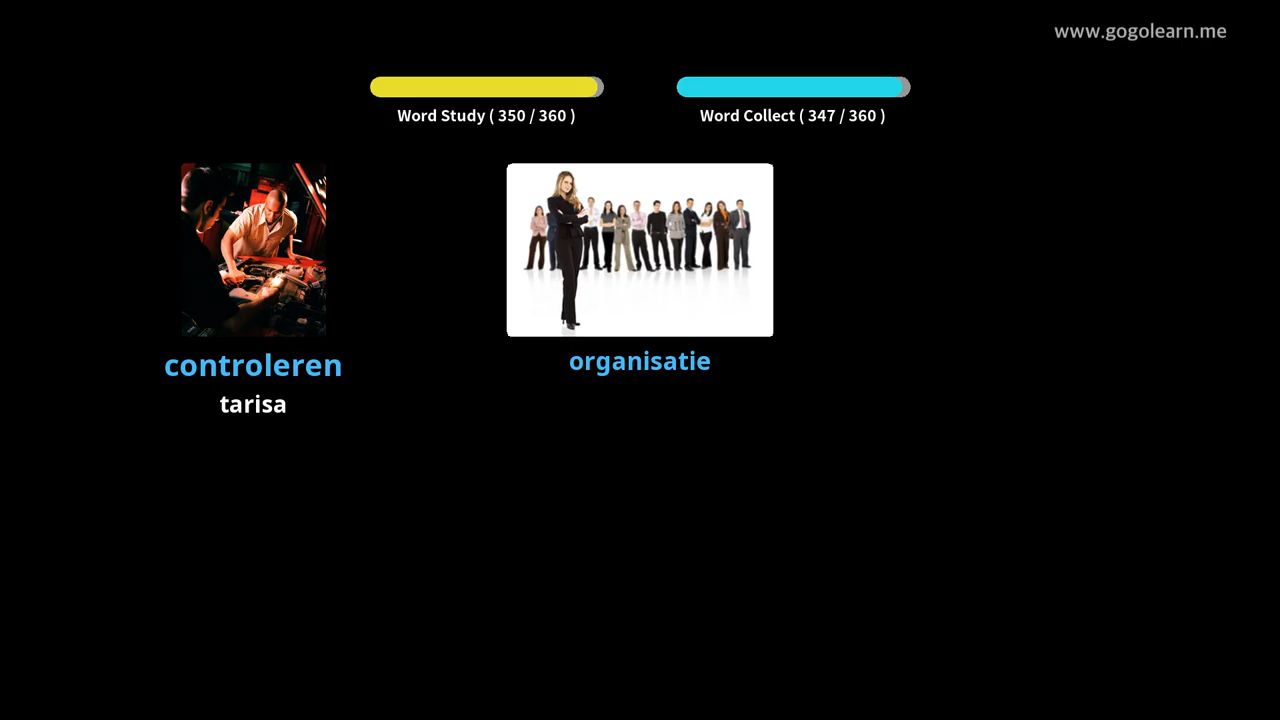 www.gogolearn.me
Word Study ( 350 / 360 )
Word Collect ( 347 / 360 )
controleren
tarisa
organisatie